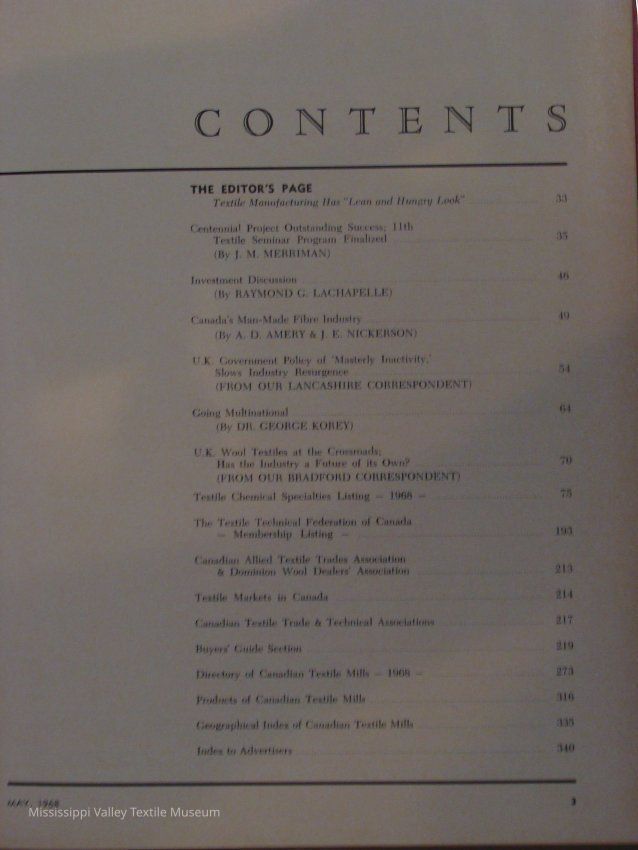 CONTENTS
THE EDITOR'S PAGE
Textile Manufacturing Has "Lean and Hungry Look" 33
Centennial Project Outstanding Success; 11th
Textile Seminar Program Finalized 35
(By J. M. MERRIMAN)
Investment Discussion 46
(By RAYMOND G. LACHAPELLE)
Canada's Man-Made Fibre Industry 49
(By A. D. AMERY & J. E. NICKERSON)
U.K. Government Policy of 'Masterly Inactivity,'
Slows Industry Resurgence 54
(FROM OUR LANCASHIRE CORRESPONDENT)
Going Multinational 64
(By DR. GEORGE KOREY)
U.K. Wool Textiles at the Crossroads;
Has the Industry a Future of its Own? 70
(FROM OUR BRADFORD CORRESPONDENT)
Textile Chemical Specialties Listing — 1968 — 75
The Textile Technical Federation of Canada
— Membership Listing — 193
Canadian Allied Textile Trades Association
& Dominion Wool Dealers' Association 213
Textile Markets in Canada 214
Canadian Textile Trade & Technical Associations 217
Buyers' Guide Section 219
Directory of Canadian Textile Mills — 1968 — 273
Products of Canadian Textile Mills 316
Geographical Index of Canadian Textile Mills 335
Index to Advertisers 340
MAY, 1968 3
Mississippi Valley Textile Museum